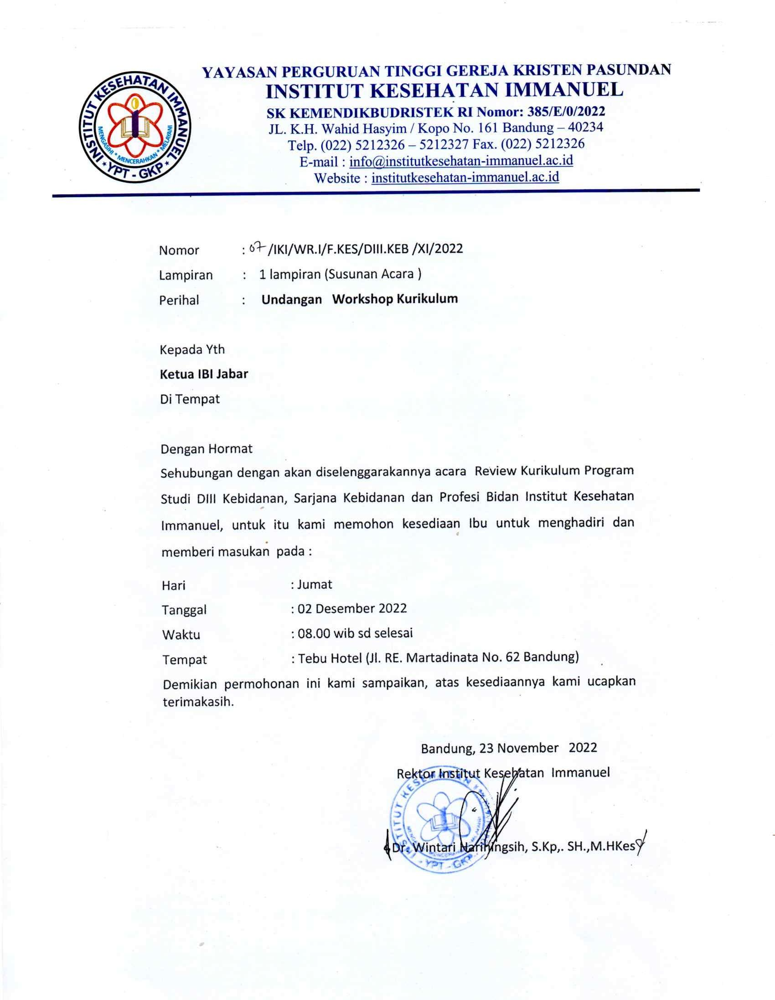 INSTITUT KESEHATAN IMMANUEL
MENGASIHI * MENCERAHKAN * MELAYANI
* YPT - GKP *
YAYASAN PERGURUAN TINGGI GEREJA KRISTEN PASUNDAN
INSTITUT KESEHATAN IMMANUEL
SK KEMENDIKBUDRISTEK RI Nomor: 385/E/0/2022
JL. K.H. Wahid Hasyim / Kopo No. 161 Bandung – 40234
Telp. (022) 5212326 – 5212327 Fax. (022) 5212326
E-mail : info@institutkesehatan-immanuel.ac.id
Website : institutkesehatan-immanuel.ac.id
Nomor : 07/IKI/WR.I/F.KES/DIII.KEB /XI/2022
Lampiran : 1 lampiran (Susunan Acara )
Perihal : Undangan Workshop Kurikulum
Kepada Yth
Ketua IBI Jabar
Di Tempat
Dengan Hormat
Sehubungan dengan akan diselenggarakannya acara Review Kurikulum Program
Studi DIII Kebidanan, Sarjana Kebidanan dan Profesi Bidan Institut Kesehatan
Immanuel, untuk itu kami memohon kesediaan Ibu untuk menghadiri dan
memberi masukan pada :
Hari : Jumat
Tanggal : 02 Desember 2022
Waktu : 08.00 wib sd selesai
Tempat : Tebu Hotel (Jl. RE. Martadinata No. 62 Bandung)
Demikian permohonan ini kami sampaikan, atas kesediaannya kami ucapkan
terimakasih.
Bandung, 23 November 2022
Rektor Institut Kesehatan Immanuel
INSTITUT KESEHATAN
YPT - GKP
Dr. Wintari Hariningsih, S.Kp,. SH.,M.HKes